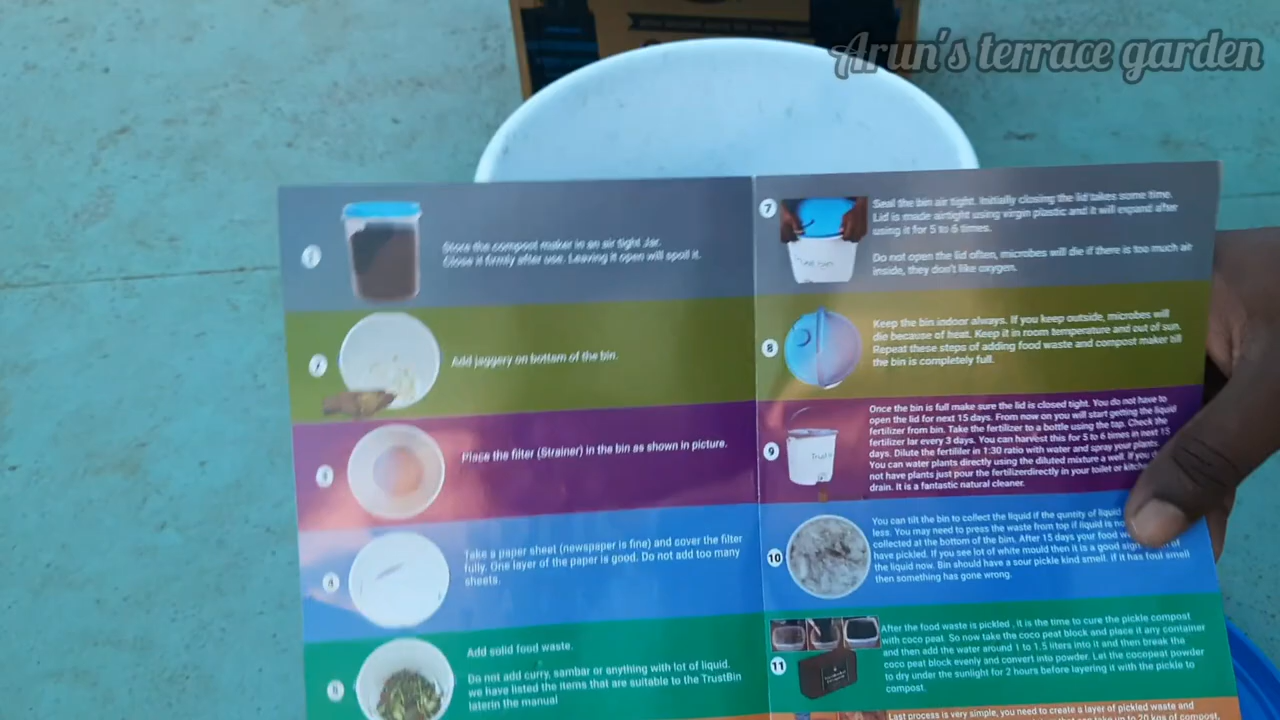 Arun's terrace garden
1
Store the compost maker in an air tight Jar.
Close it firmly after use. Leaving it open will spoil it.
2
Add jaggery on bottom of the bin.
3
Place the filter (Strainer) in the bin as shown in picture.
4
Take a paper sheet (newspaper is fine) and cover the filter
fully. One layer of the paper is good. Do not add too many
sheets.
Add solid food waste.
Do not add curry, sambar or anything with lot of liquid.
we have listed the items that are suitable to the TrustBin
laterin the manual
7
Seal the bin air tight. Initially closing the lid takes some time.
Lid is made airtight using virgin plastic and it will expand after
using it for 5 to 6 times.
Do not open the lid often, microbes will die if there is too much air
inside, they don't like oxygen.
8
Keep the bin indoor always. If you keep outside, microbes will
die because of heat. Keep it in room temperature and out of sun.
Repeat these steps of adding food waste and compost maker till
the bin is completely full.
9
Once the bin is full make sure the lid is closed tight. You do not have to
open the lid for next 15 days. From now on you will start getting the liquid
fertilizer from bin. Take the fertilizer to a bottle using the tap. Check the
fertilizer lar every 3 days. You can harvest this for 5 to 6 times in next 15
days. Dilute the fertililer in 1:30 ratio with water and spray your plants.
You can water plants directly using the diluted mixture a well. If you
not have plants just pour the fertilizerdirectly in your toilet or
drain. It is a fantastic natural cleaner.
10
You can tilt the bin to collect the liquid if the quntity of liquid
less. You may need to press the waste from top if liquid is
collected at the bottom of the bim. After 15 days your food
have pickled. If you see lot of white mould then it is a good sign
the liquid now. Bin should have a sour pickle kind smell. If it has foul smell
then something has gone wrong.
11
After the food waste is pickled , it is the time to cure the pickle compost
with coco peat. So now take the coco peat block and place it any container
and then add the water around 1 to 1.5 liters into it and then break the
coco peat block evenly and convert into powder. Let the cocopeat powder
to dry under the sunlight for 2 hours before layering it with the pickle to
compost.
Last process is very simple, you need to create a layer of pickled waste and